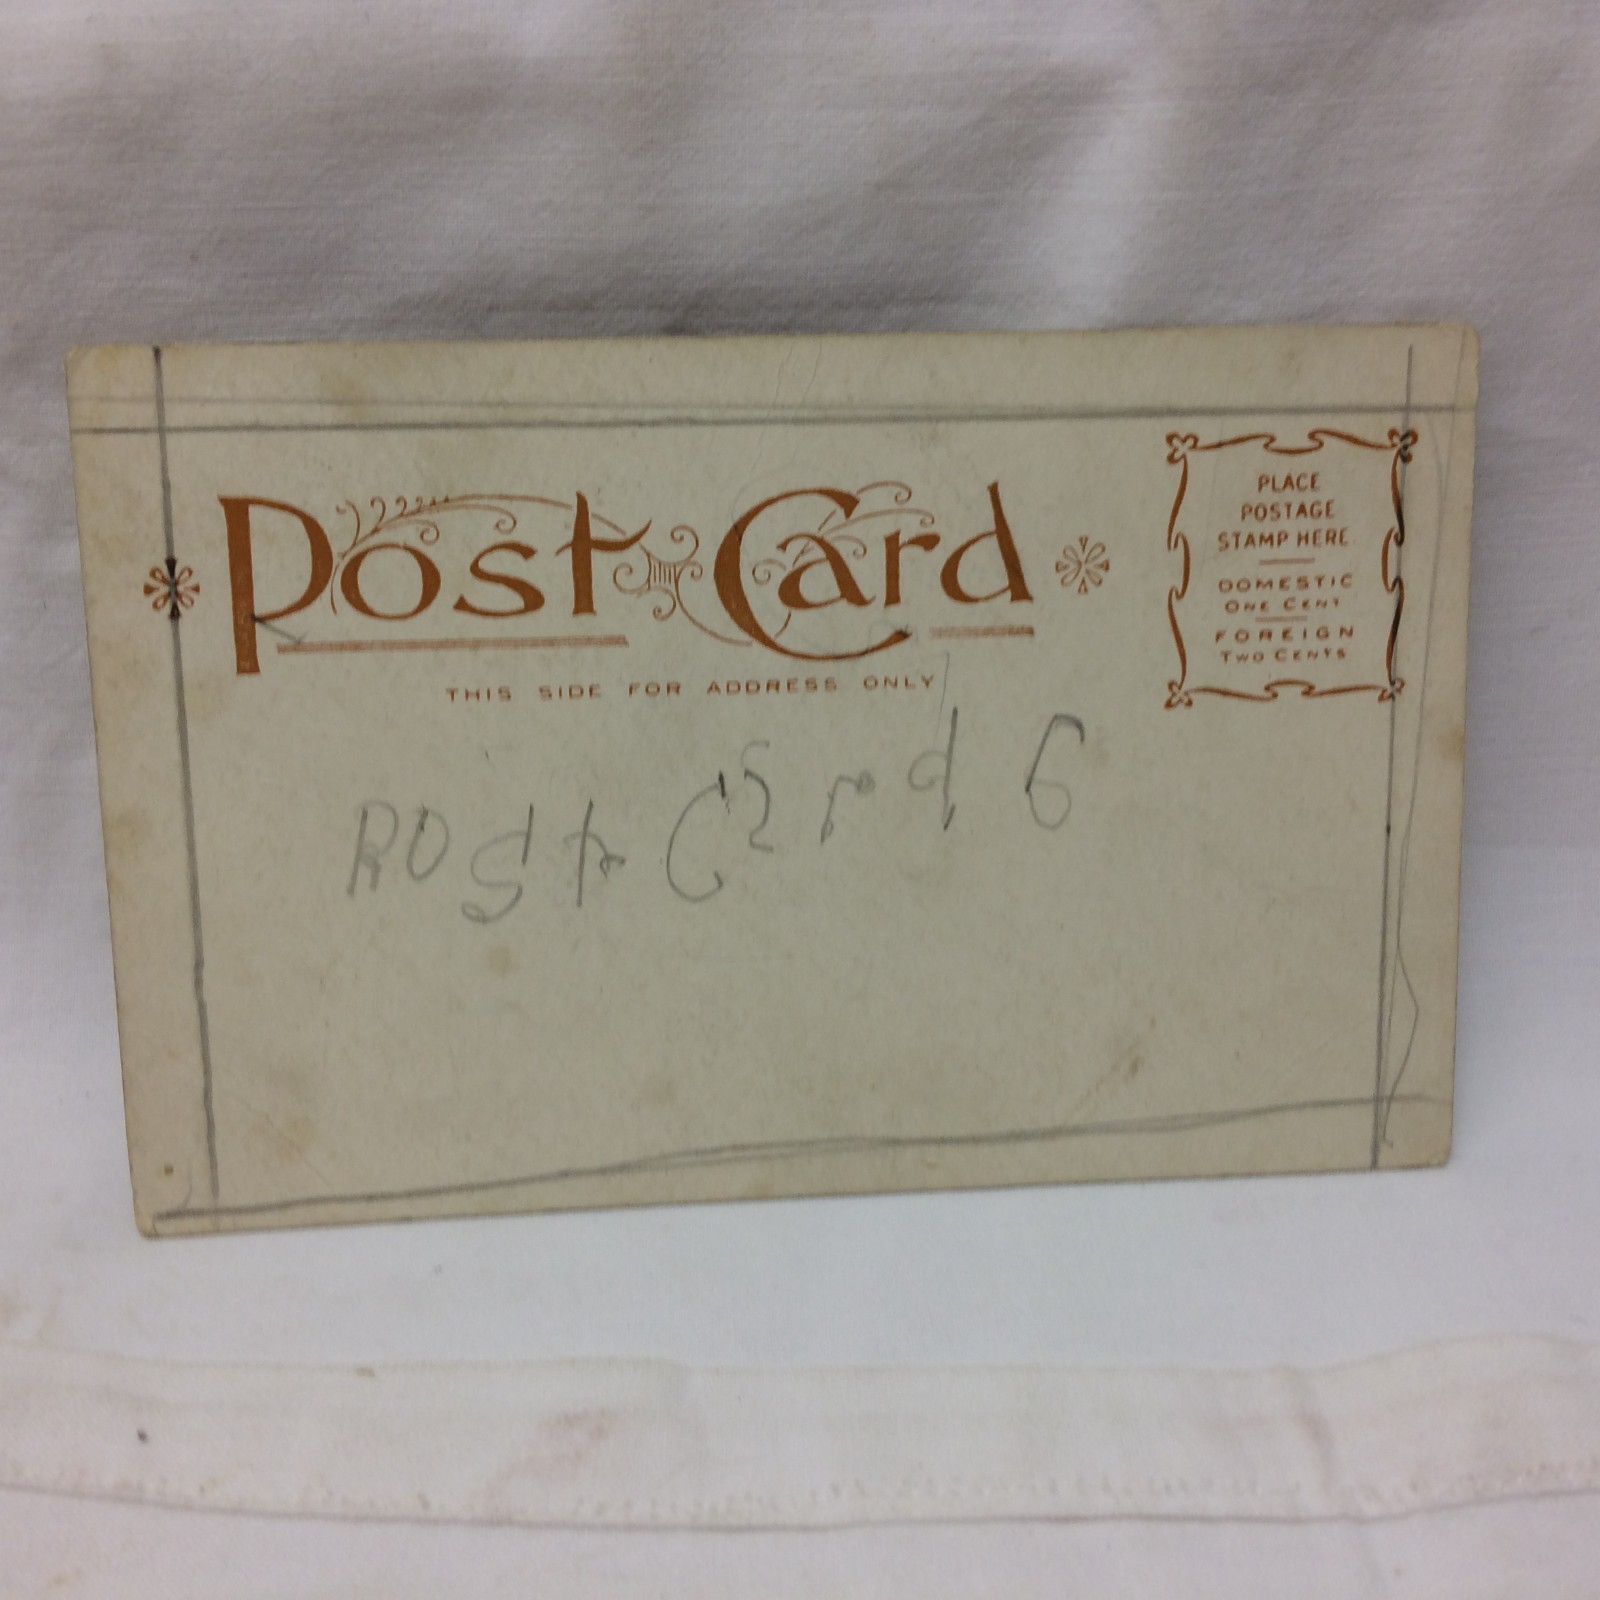 Post Card
THIS SIDE FOR ADDRESS ONLY
PLACE
POSTAGE
STAMP HERE
DOMESTIC
ONE CENT
FOREIGN
TWO CENTS